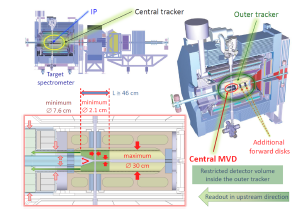 IP
Central tracker
Outer tracker
Target
spectrometer
L ≈ 46 cm
minimum
∅ 7.6 cm
minimum
∅ 2.1 cm
maximum
∅ 30 cm
Additional
forward disks
Central MVD
Restricted detector volume
inside the outer tracker
Readout in upstream direction